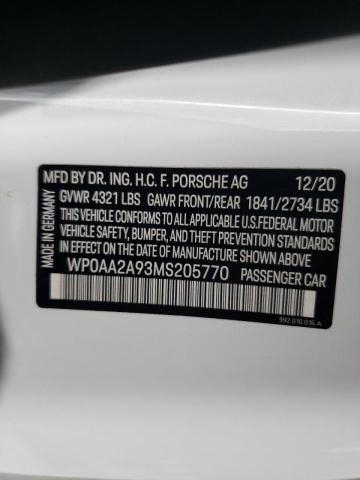 MFD BY DR. ING. H.C. F. PORSCHE AG 12/20
GVWR 4321 LBS GAWR FRONT/REAR 1841/2734 LBS
THIS VEHICLE CONFORMS TO ALL APPLICABLE U.S.FEDERAL MOTOR
VEHICLE SAFETY, BUMPER, AND THEFT PREVENTION STANDARDS
IN EFFECT ON THE DATE OF MANUFACTURE SHOWN ABOVE.
WP0AA2A93MS205770 PASSENGER CAR
MADE IN GERMANY
992 010 016.A